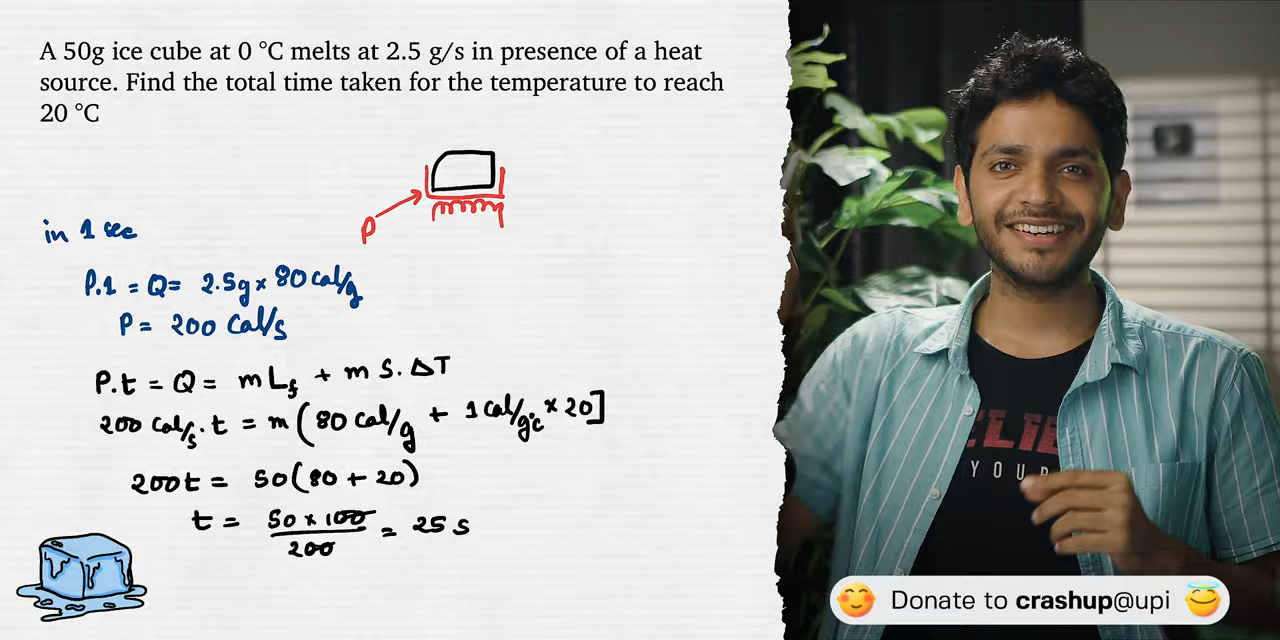 A 50g ice cube at 0 °C melts at 2.5 g/s in presence of a heat
source. Find the total time taken for the temperature to reach
20 °C
P
in 1 sec
P.1 = Q = 2.5g × 80 Cal/g
P = 200 Cal/s
P.t = Q = mLf + m S.ΔT
200 Cal/s.t = m(80 Cal/g + 1 Cal/g°C × 20]
200t = 50(80 + 20)
t = 50 × 100 / 200 = 25 s
YOUR
Donate to crashup@upi